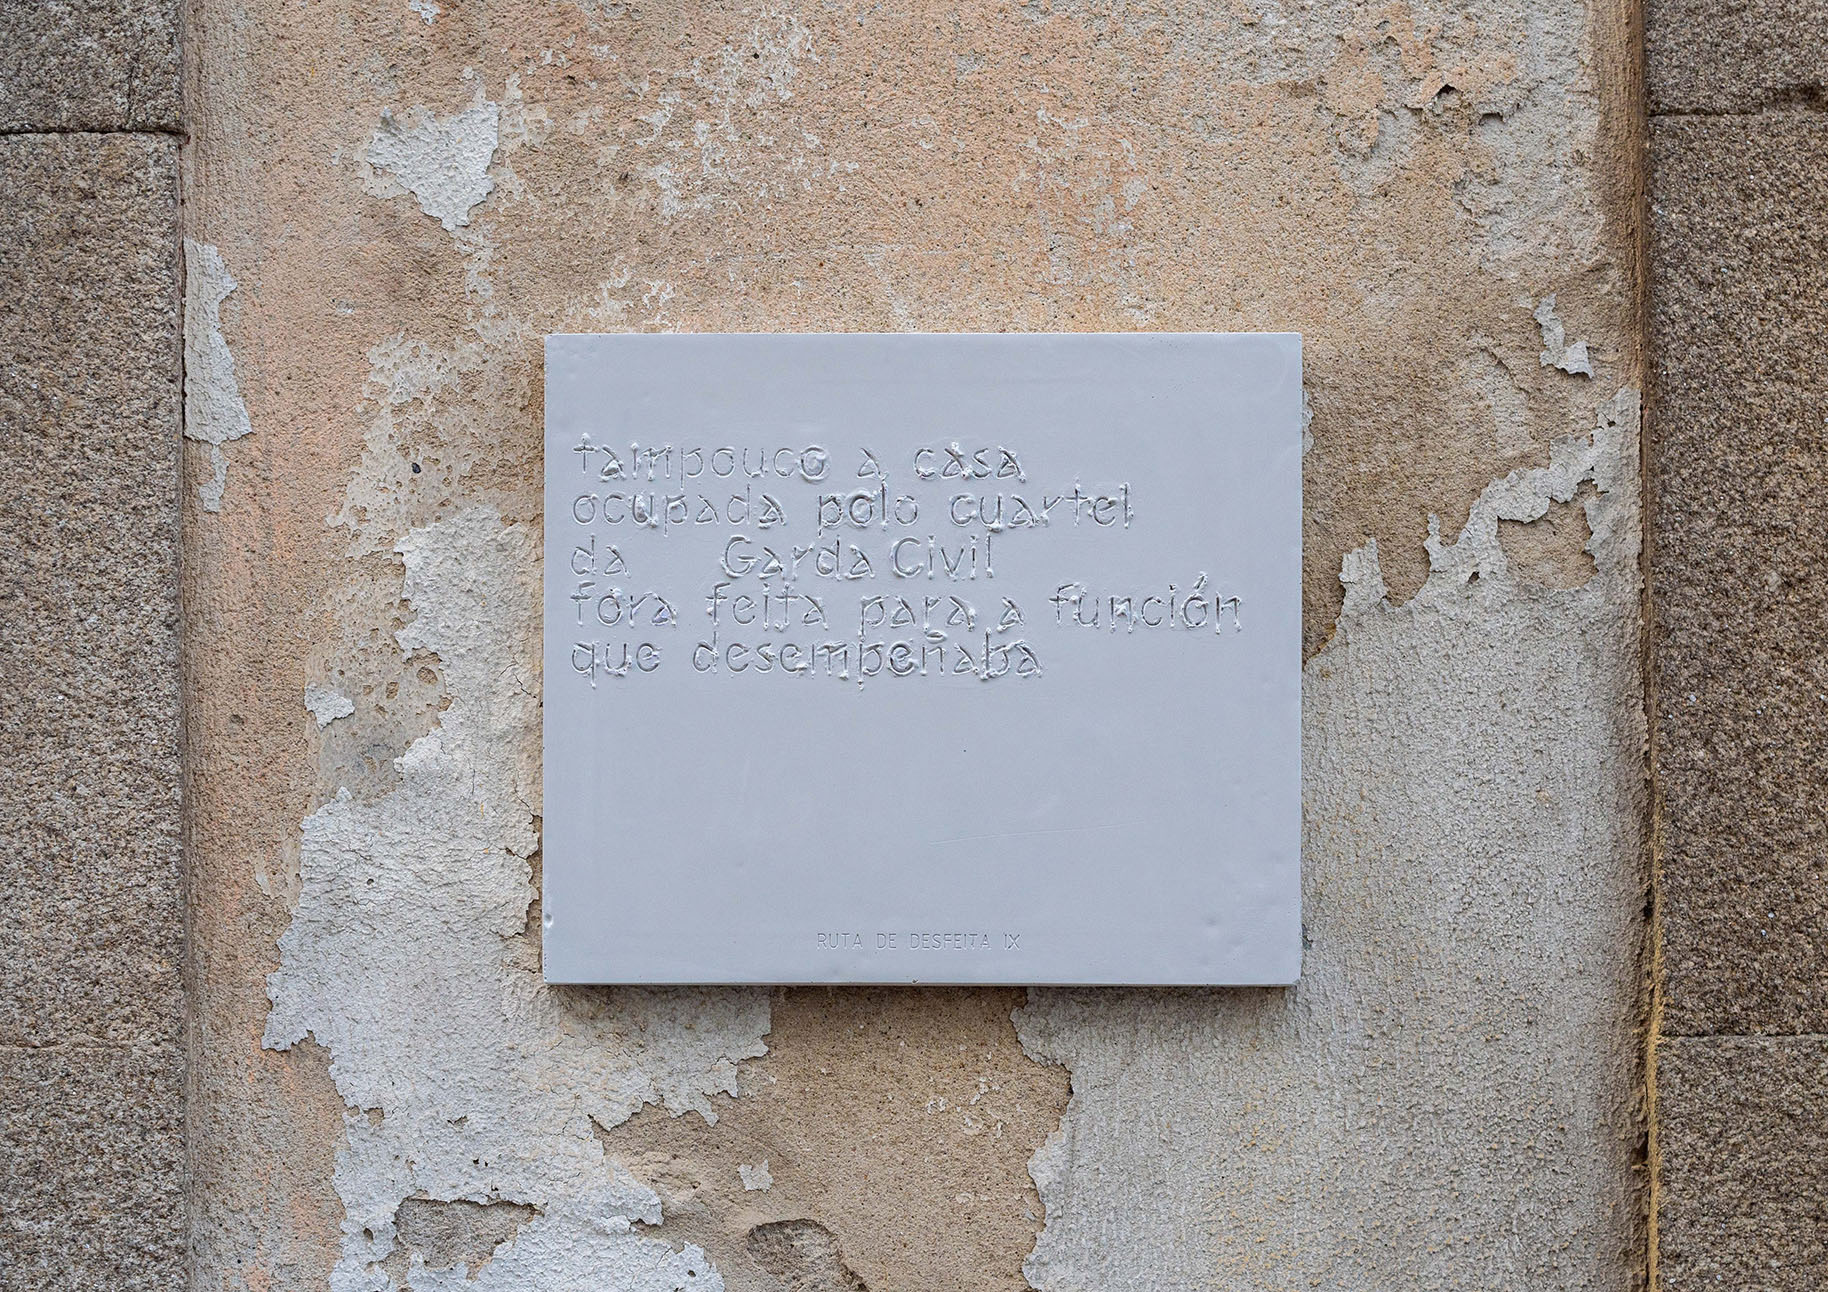 tampouco a casa
ocupada polo cuartel
da Garda Civil
fora feita para a función
que desempeñaba
RUTA DE DESFEITA IX